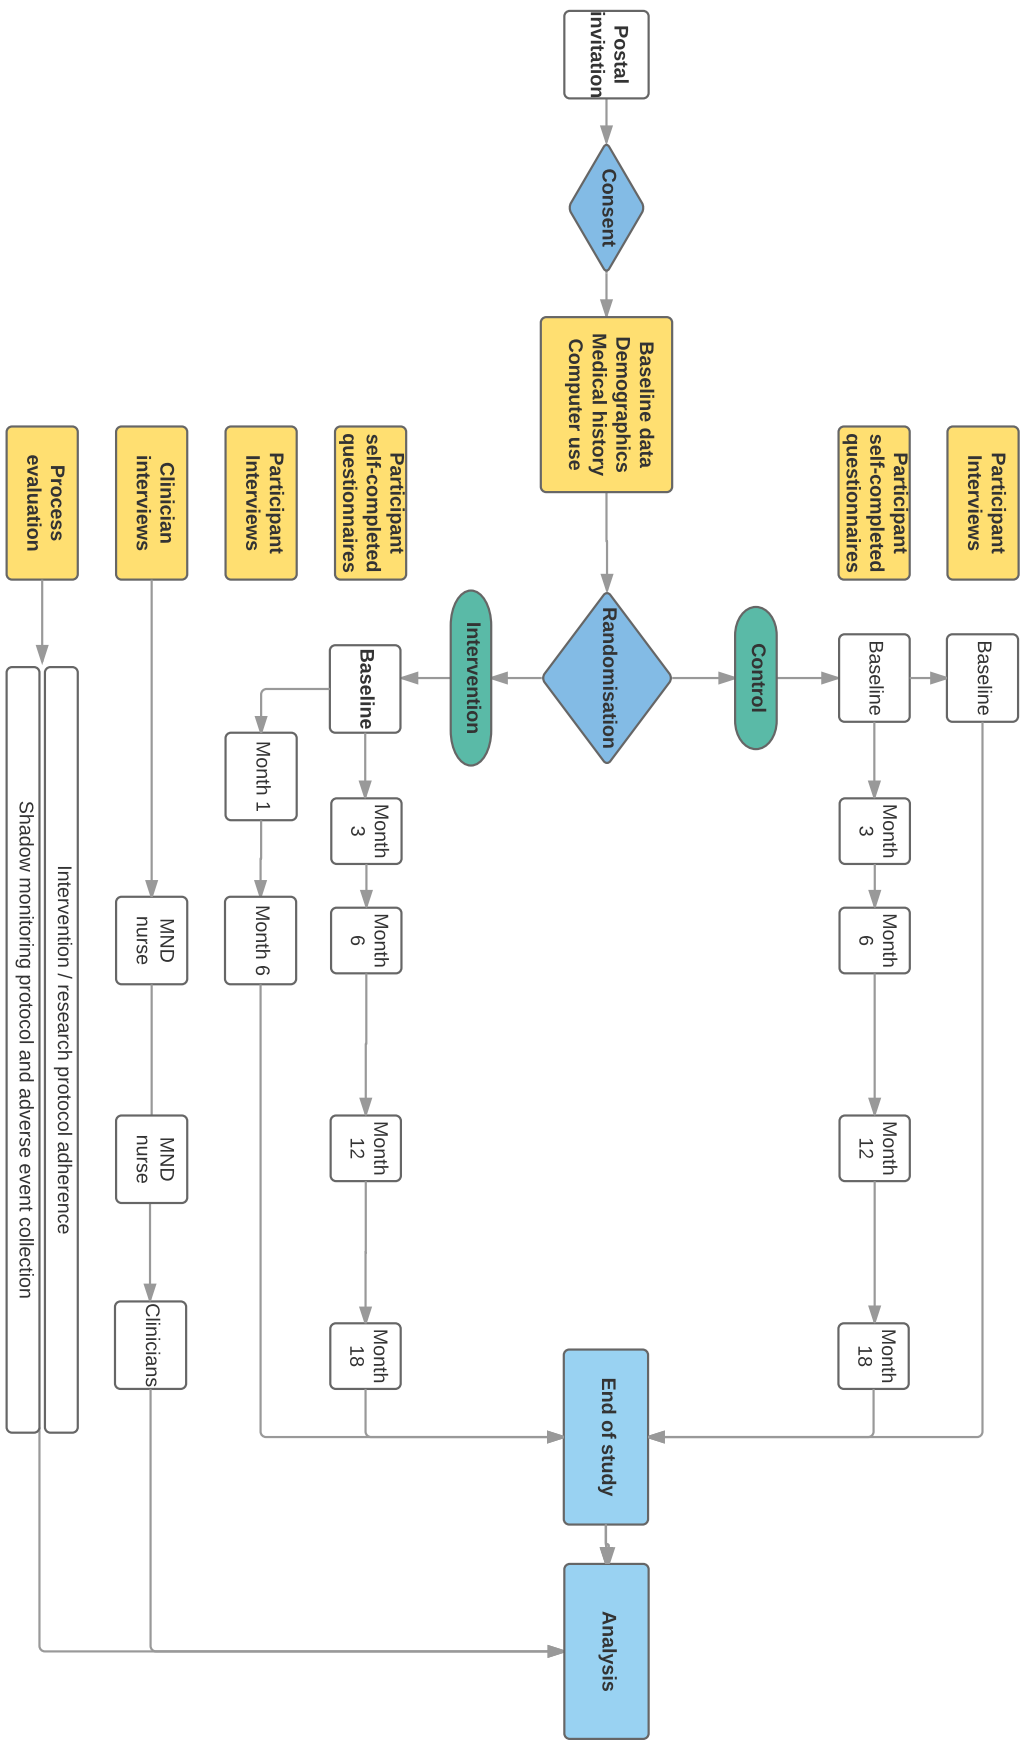 Participant
Interviews
Baseline
Participant
self-completed
questionnaires
Baseline
Month
3
Month
6
Month
12
Month
18
Control
Postal
invitation
Consent
Baseline data
Demographics
Medical history
Computer use
Randomisation
End of study
Analysis
Intervention
Participant
self-completed
questionnaires
Baseline
Month
3
Month
6
Month
12
Month
18
Participant
Interviews
Month 1
Month 6
Clinician
interviews
MND
nurse
MND
nurse
Clinicians
Process
evaluation
Intervention / research protocol adherence
Shadow monitoring protocol and adverse event collection